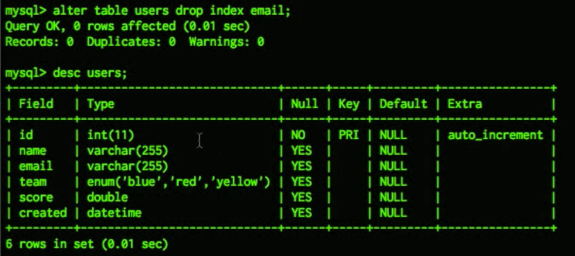 mysql> alter table users drop index email;
Query OK, 0 rows affected (0.01 sec)
Records: 0  Duplicates: 0  Warnings: 0

mysql> desc users;
+---------+-----------------------------+------+-----+---------+----------------+
| Field   | Type                        | Null | Key | Default | Extra          |
+---------+-----------------------------+------+-----+---------+----------------+
| id      | int(11)                     | NO   | PRI | NULL    | auto_increment |
| name    | varchar(255)                | YES  |     | NULL    |                |
| email   | varchar(255)                | YES  |     | NULL    |                |
| team    | enum('blue','red','yellow') | YES  |     | NULL    |                |
| score   | double                      | YES  |     | NULL    |                |
| created | datetime                    | YES  |     | NULL    |                |
+---------+-----------------------------+------+-----+---------+----------------+
6 rows in set (0.01 sec)